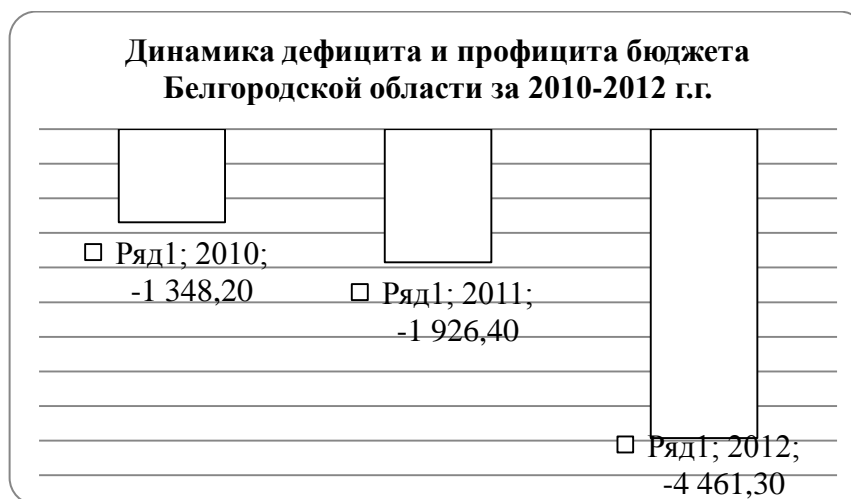 Динамика дефицита и профицита бюджета
Белгородской области за 2010-2012 г.г.
Ряд1; 2010;
-1 348,20
Ряд1; 2011;
-1 926,40
Ряд1; 2012;
-4 461,30